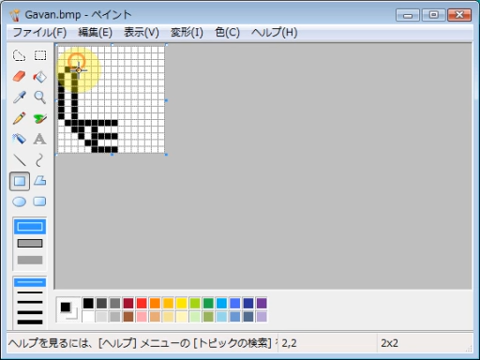 Gavan.bmp - ペイント
ファイル(F) 編集(E) 表示(V) 変形(I) 色(C) ヘルプ(H)
A
ヘルプを見るには、[ヘルプ] メニューの [トピックの検索] 2,2 2x2